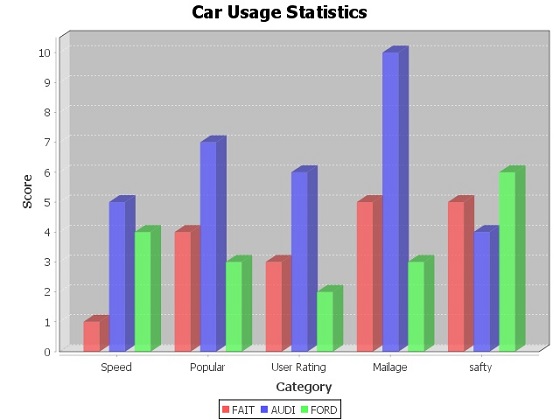 Car Usage Statistics
10
9
8
7
6
5
4
3
2
1
0
Score
Speed Popular User Rating Mailage safty
Category
FAIT AUDI FORD